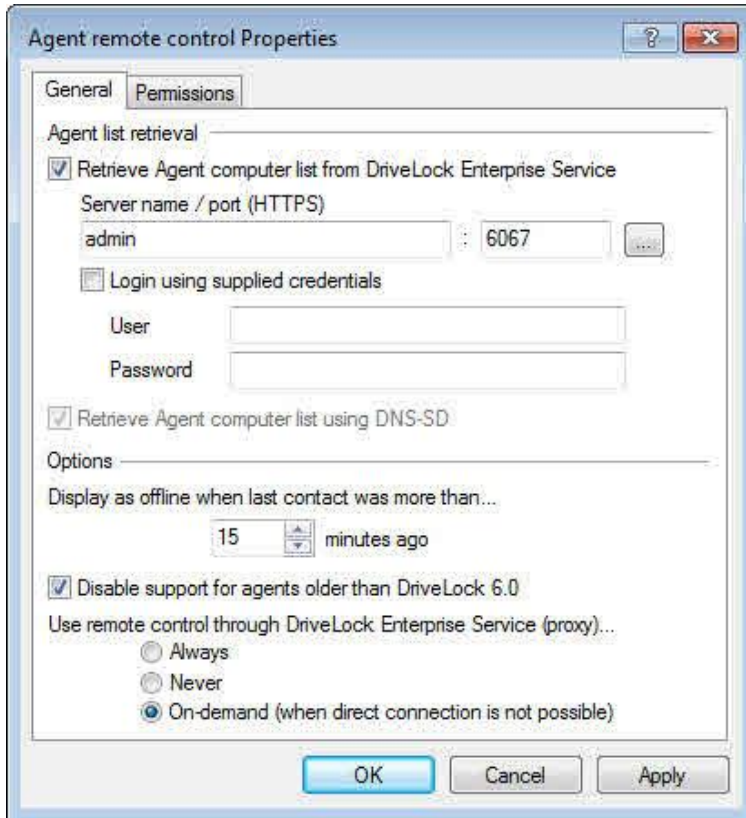 Agent remote control Properties
General
Permissions
Agent list retrieval
Retrieve Agent computer list from DriveLock Enterprise Service
Server name / port (HTTPS)
admin : 6067 ...
Login using supplied credentials
User
Password
Retrieve Agent computer list using DNS-SD
Options
Display as offline when last contact was more than...
15 minutes ago
Disable support for agents older than DriveLock 6.0
Use remote control through DriveLock Enterprise Service (proxy)...
Always
Never
On-demand (when direct connection is not possible)
OK Cancel Apply